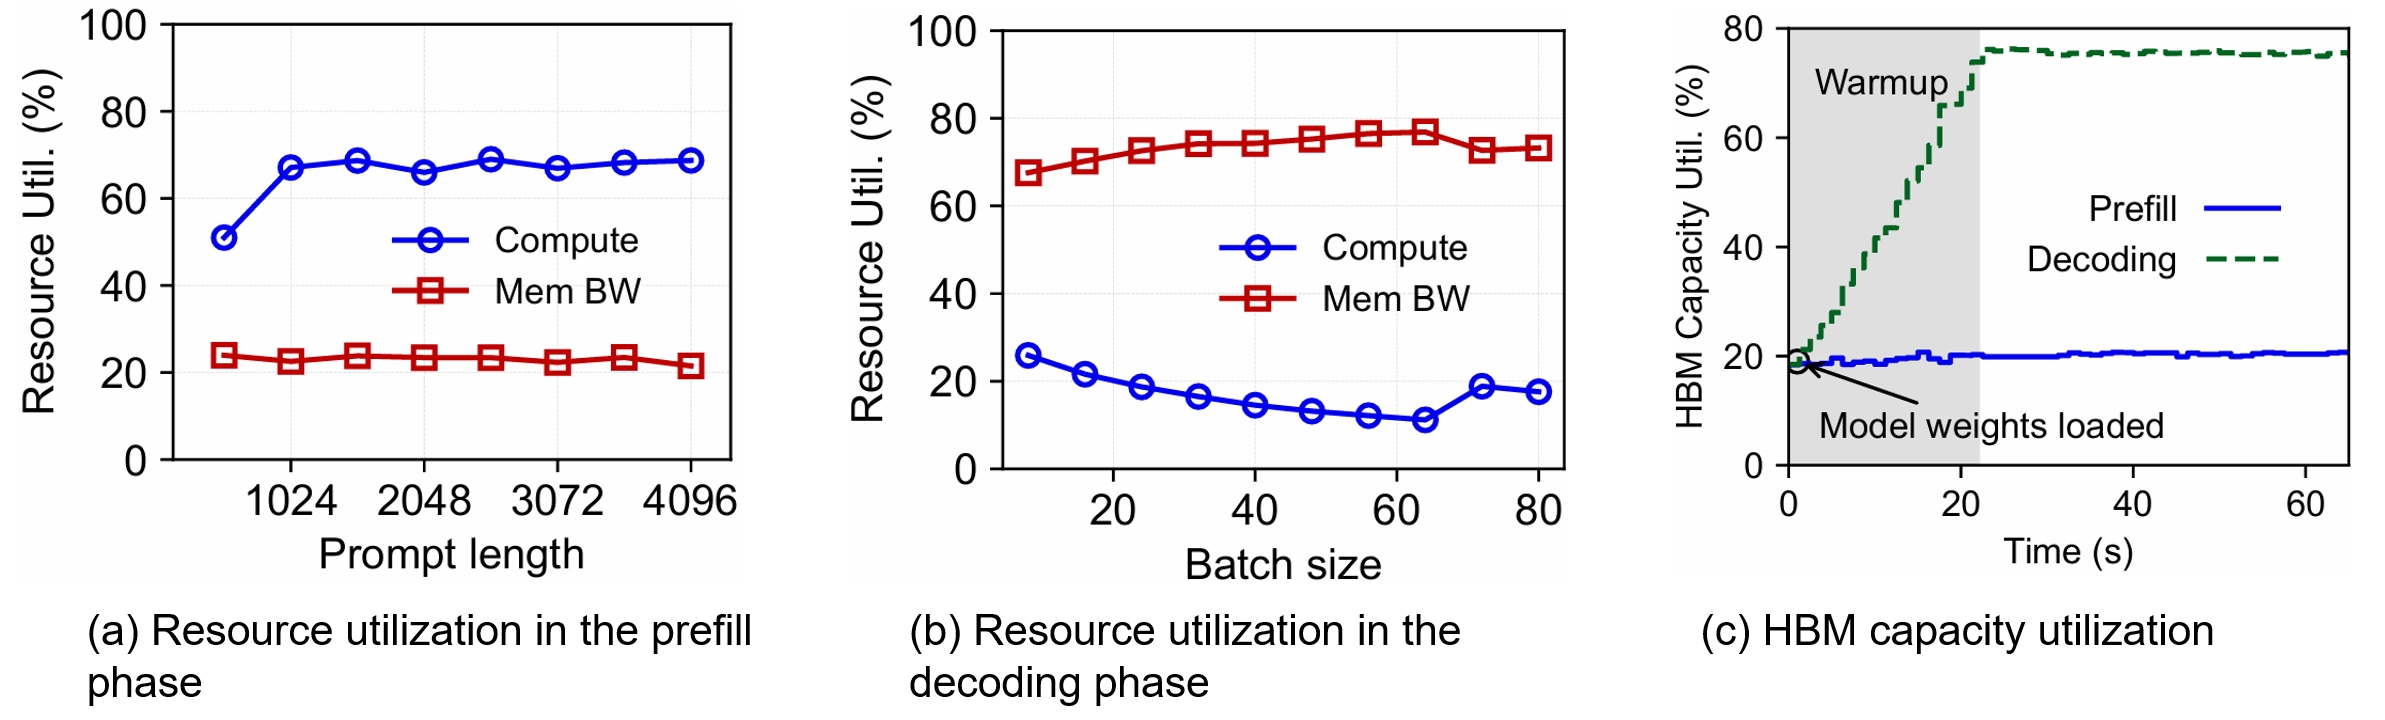 100
80
60
40
20
0
Resource Util. (%)
Compute
Mem BW
1024 2048 3072 4096
Prompt length
(a) Resource utilization in the prefill
phase
100
80
60
40
20
0
Resource Util. (%)
Compute
Mem BW
20 40 60 80
Batch size
(b) Resource utilization in the
decoding phase
80
60
40
20
0
HBM Capacity Util. (%)
Warmup
Prefill
Decoding
Model weights loaded
0 20 40 60
Time (s)
(c) HBM capacity utilization